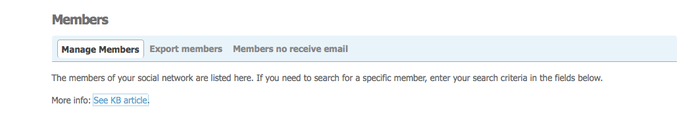 Members
Manage Members Export members Members no receive email
The members of your social network are listed here. If you need to search for a specific member, enter your search criteria in the fields below.
More info: See KB article.